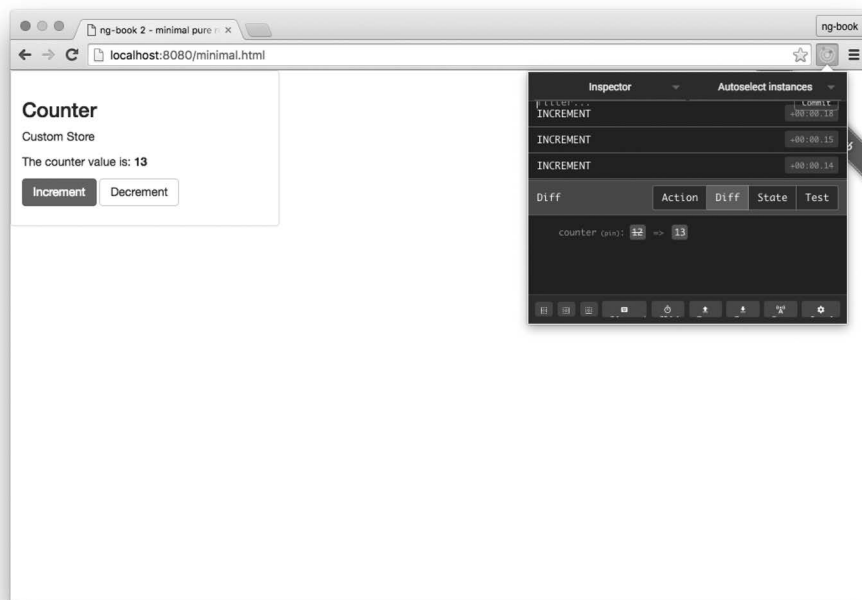 ng-book 2 - minimal pure
ng-book
localhost:8080/minimal.html
Counter
Custom Store
The counter value is: 13
Increment Decrement
Inspector Autoselect instances
filter... Commit
INCREMENT +00:00.18
INCREMENT +00:00.15
INCREMENT +00:00.14
Diff Action Diff State Test
counter (pin): 12 => 13